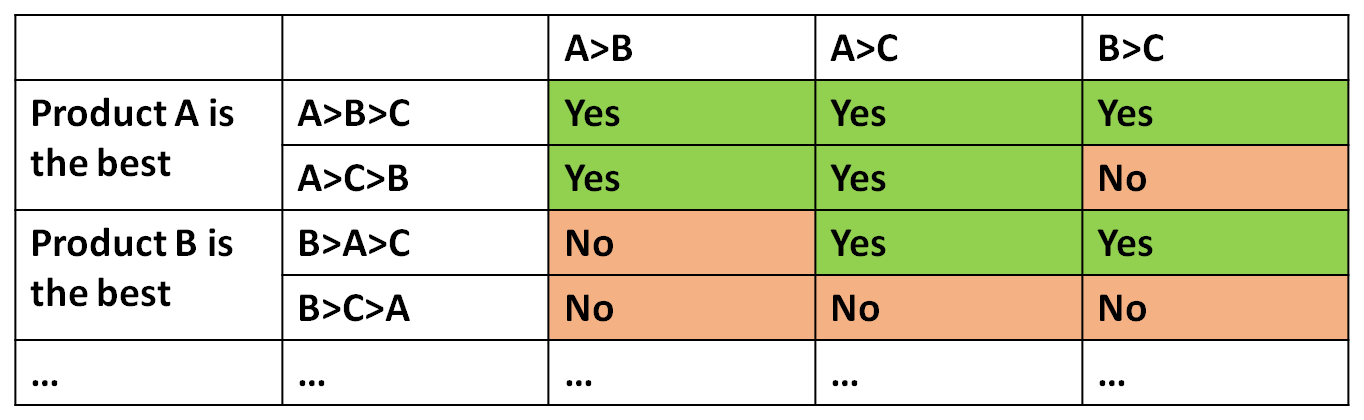 A>B A>C B>C
Product A is
the best
A>B>C Yes Yes Yes
A>C>B Yes Yes No
Product B is
the best
B>A>C No Yes Yes
B>C>A No No No
... ... ... ... ...